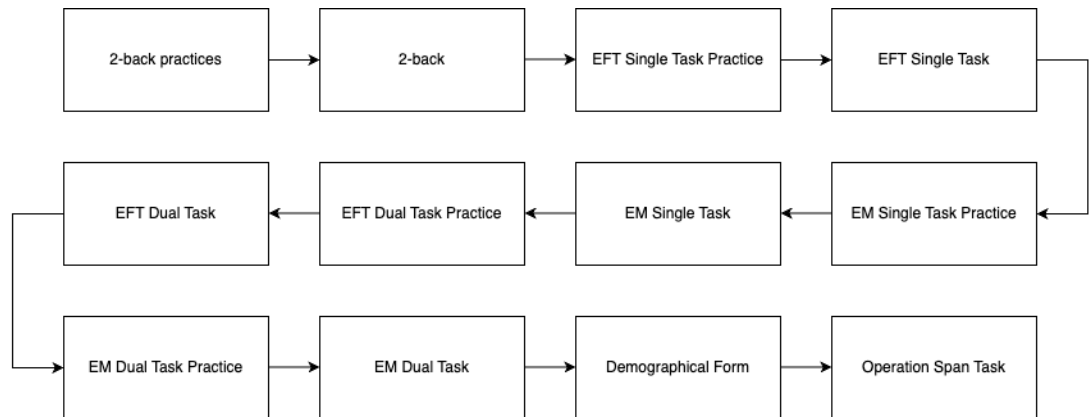 2-back practices
2-back
EFT Single Task Practice
EFT Single Task
EM Single Task Practice
EM Single Task
EFT Dual Task Practice
EFT Dual Task
EM Dual Task Practice
EM Dual Task
Demographical Form
Operation Span Task